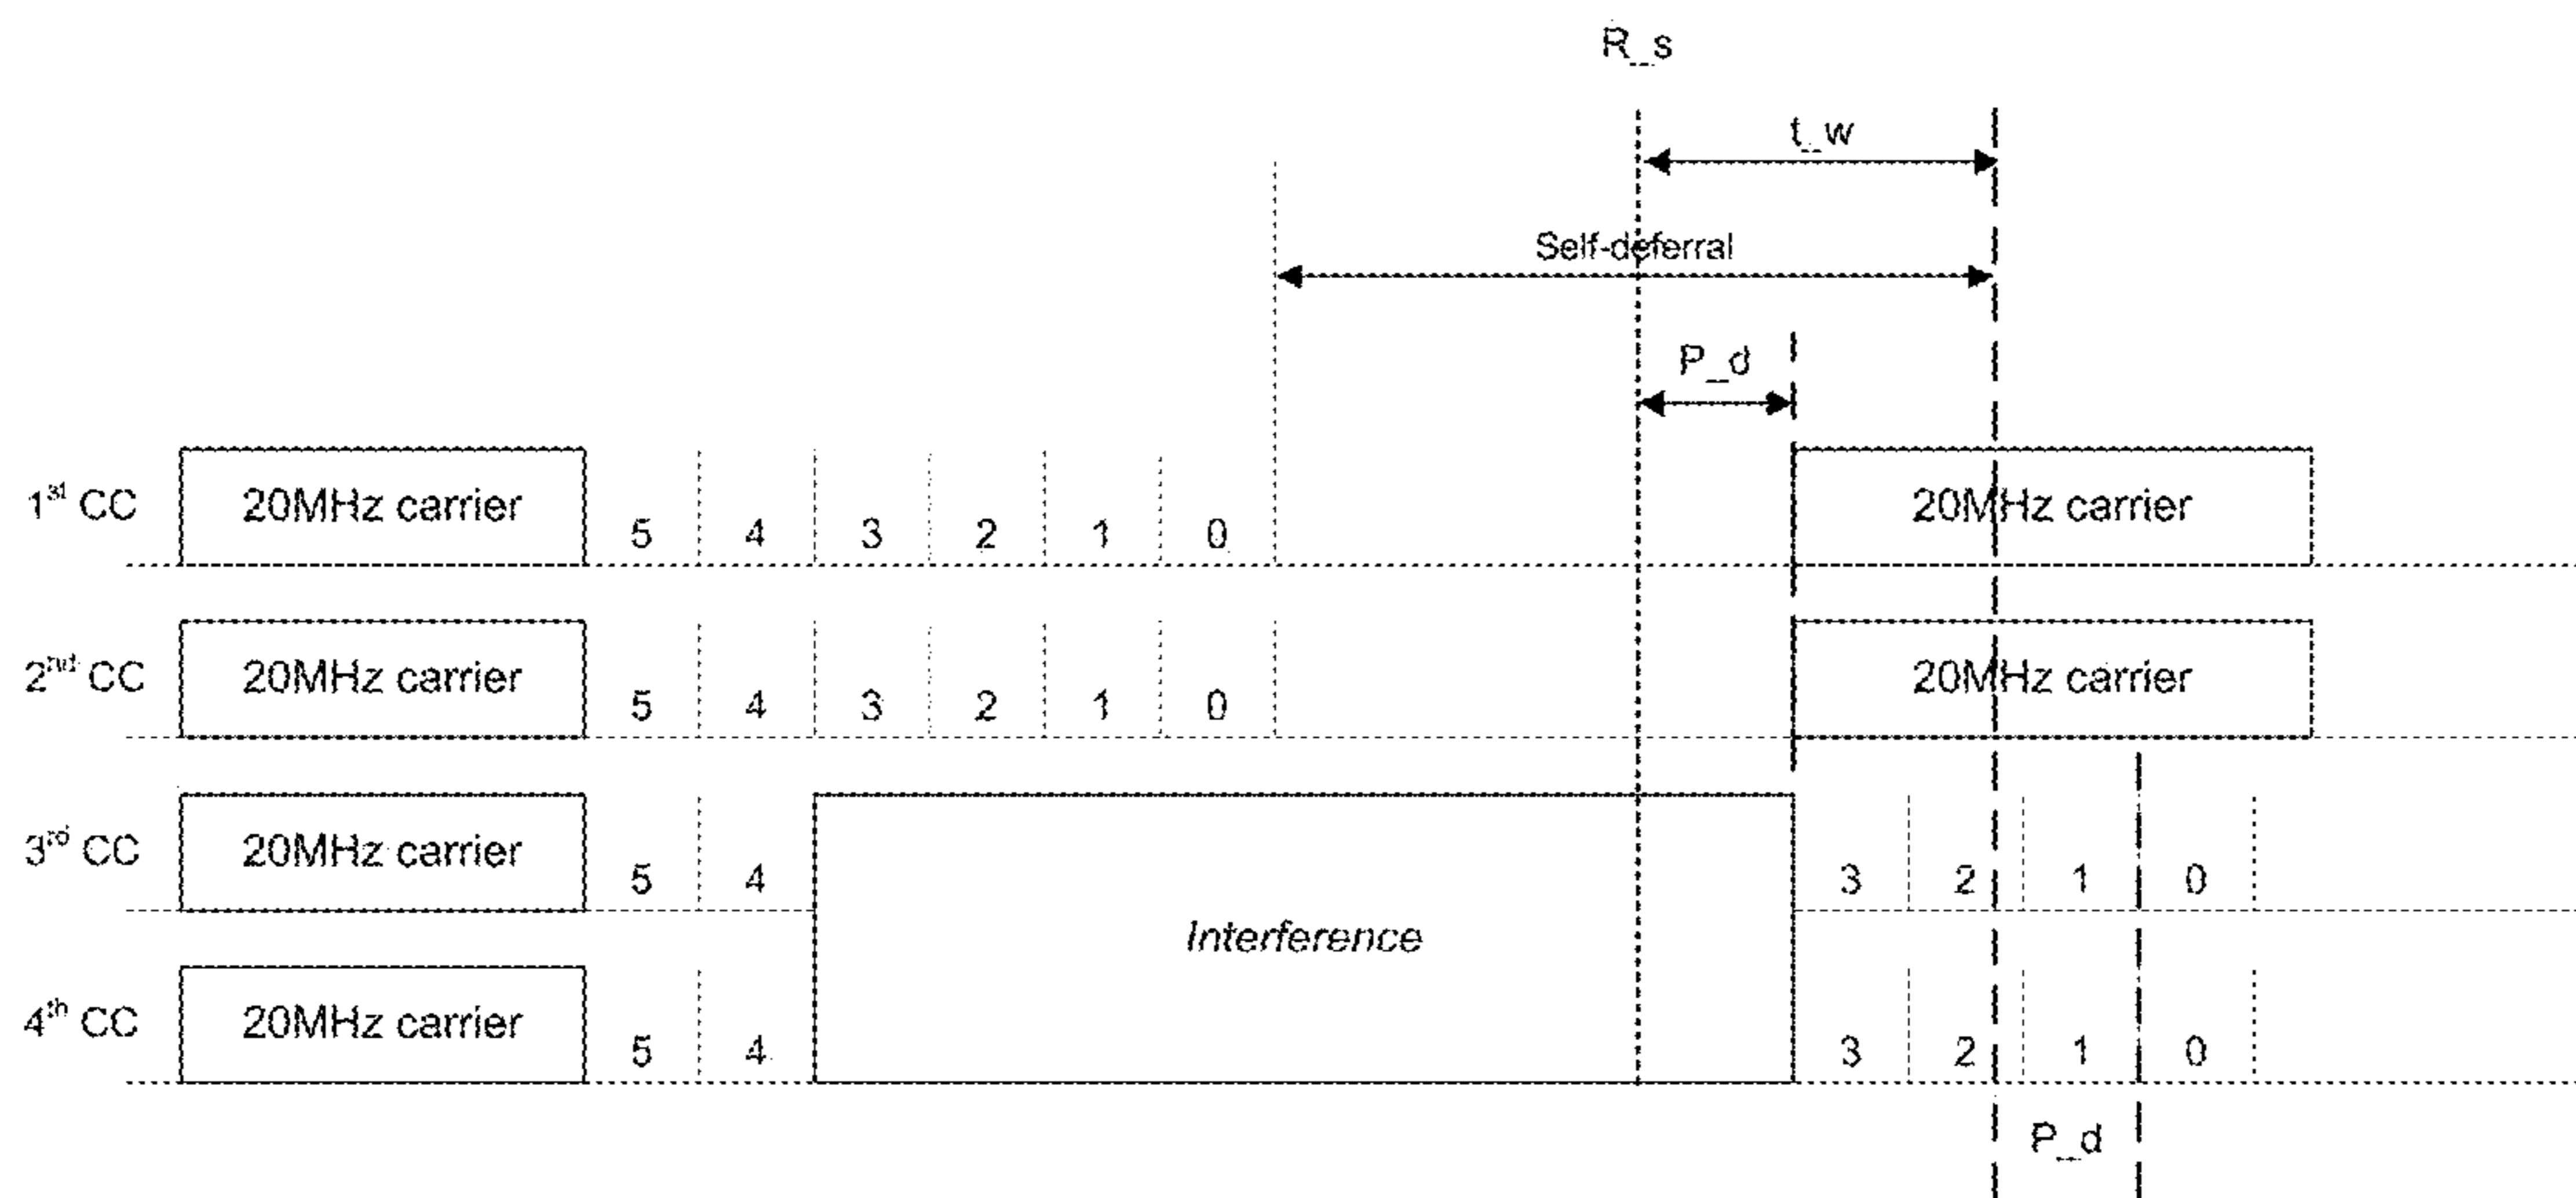 R_s
t_w
Self-deferral
P_d
1st CC 20MHz carrier 5 4 3 2 1 0 20MHz carrier
2nd CC 20MHz carrier 5 4 3 2 1 0 20MHz carrier
3rd CC 20MHz carrier 5 4 3 2 1 0
Interference
4th CC 20MHz carrier 5 4 3 2 1 0
P_d